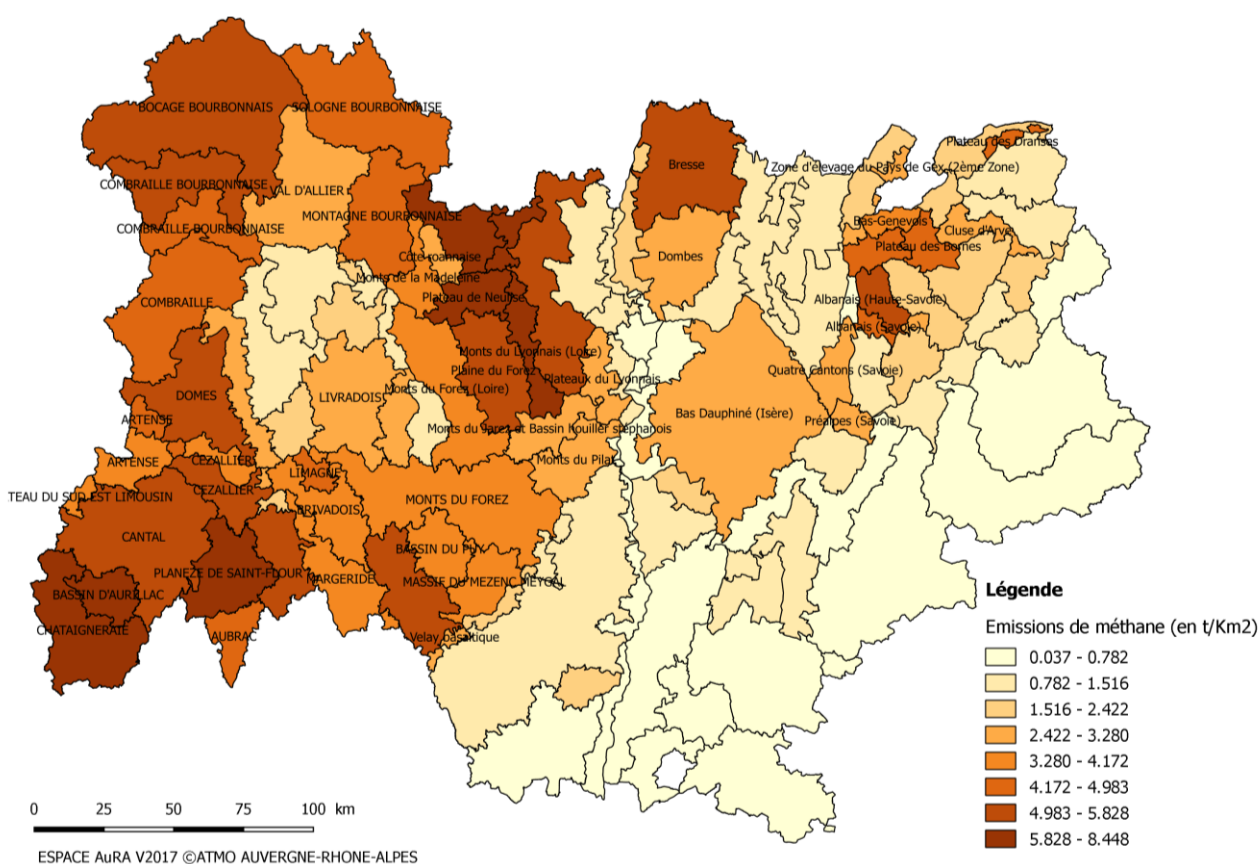 BOCAGE BOURBONNAIS
SOLOGNE BOURBONNAISE
Plateau des Dranses
Bresse
Zone d'élevage du Pays de Gex (2ème Zone)
COMBRAILLE BOURBONNAISE
VAL D'ALLIER
MONTAGNE BOURBONNAISE
Bas-Genevois
COMBRAILLE BOURBONNAISE
Cluse d'Arve
Plateau des Bornes
Côte roannaise
Dombes
Monts de la Madeleine
Plateau de Neulise
COMBRAILLE
Albanais (Haute-Savoie)
Albanais (Savoie)
Monts du Lyonnais (Loire)
Plaine du Forez
Plateaux du Lyonnais
Quatre Cantons (Savoie)
Monts du Forez (Loire)
DOMES
LIVRADOIS
Bas Dauphiné (Isère)
ARTENSE
Préalpes (Savoie)
Monts du Jarez et Bassin houiller stéphanois
ARTENSE
CEZALLIER
Monts du Pilat
LIMAGNE
CEZALLIER
TEAU DU SUD EST LIMOUSIN
MONTS DU FOREZ
BRIVADOIS
CANTAL
BASSIN DU PUY
PLANEZE DE SAINT-FLOUR
MARGERIDE
MASSIF DU MEZENC MEYGAL
BASSIN D'AURILLAC
CHATAIGNERAIE
AUBRAC
Velay basaltique
Légende
Emissions de méthane (en t/Km2)
0.037 - 0.782
0.782 - 1.516
1.516 - 2.422
2.422 - 3.280
3.280 - 4.172
4.172 - 4.983
4.983 - 5.828
5.828 - 8.448
0 25 50 75 100 km
ESPACE AuRA V2017 ©ATMO AUVERGNE-RHONE-ALPES